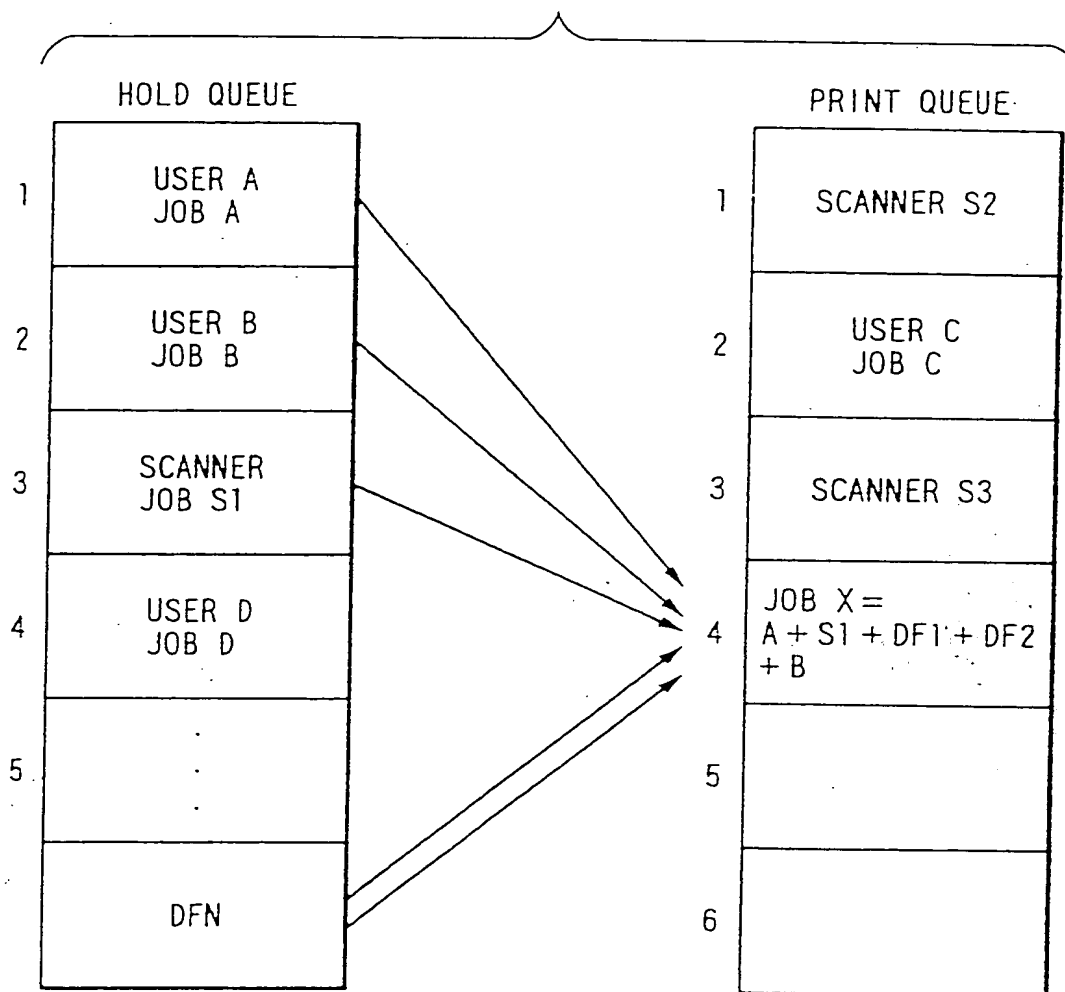 HOLD QUEUE
1
USER A
JOB A
2
USER B
JOB B
3
SCANNER
JOB S1
4
USER D
JOB D
5
.
.
.
DFN
PRINT QUEUE
1
SCANNER S2
2
USER C
JOB C
3
SCANNER S3
4
JOB X =
A + S1 + DF1 + DF2
+ B
5
6